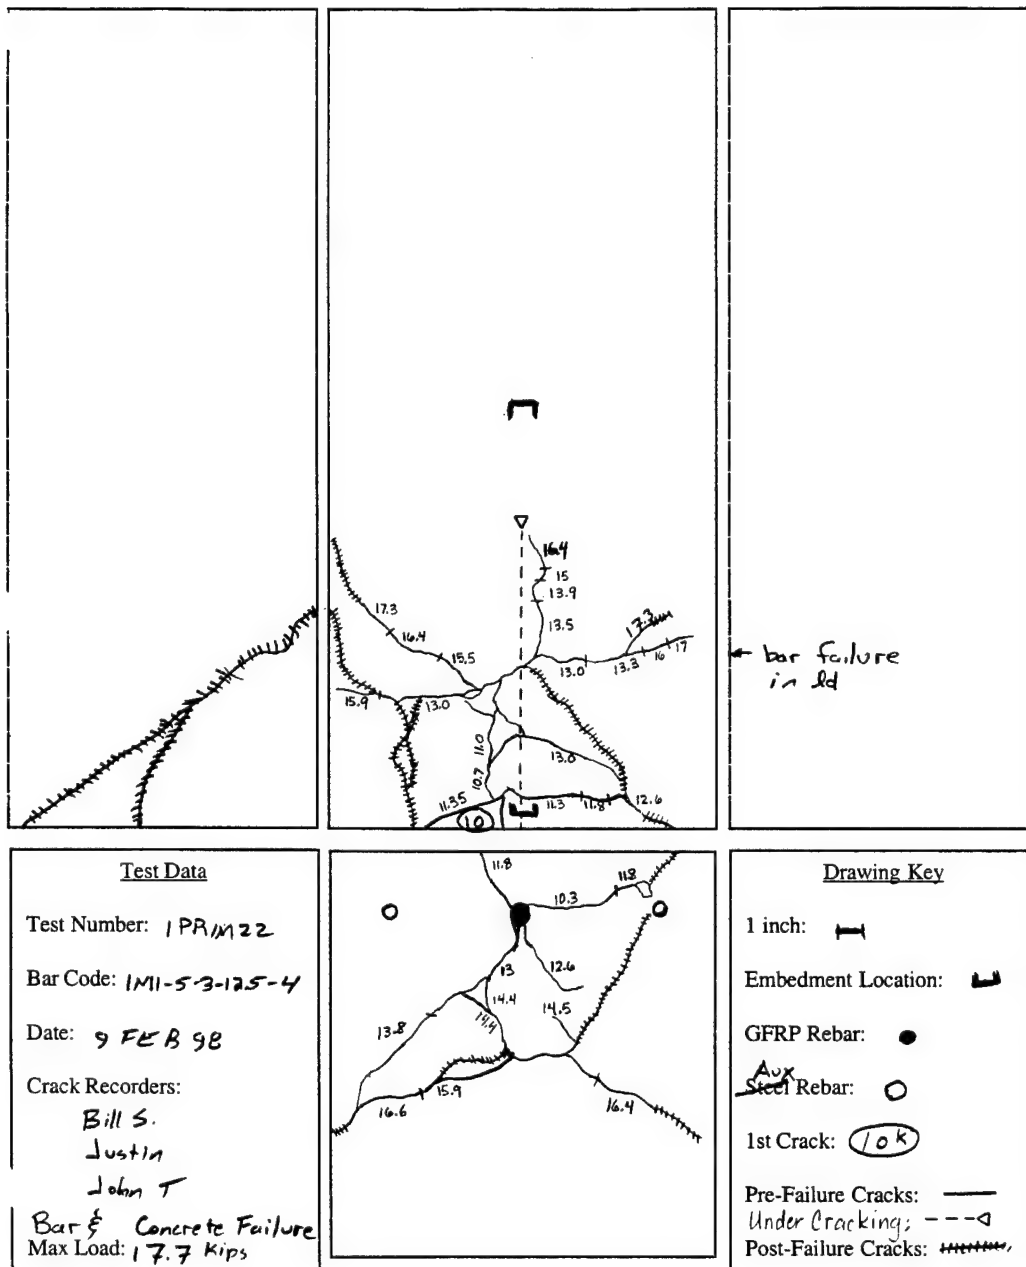 16.4
15
13.9
17.3
13.5
17.3
16.4
15.5
13.0
13.3
16
17
bar failure
in ld
15.9
13.0
11.0
13.0
10.7
11.35
11.3
11.8
12.6
10
11.8
11.8
10.3
13
12.6
14.4
14.5
14.4
13.8
15.9
16.6
16.4
Test Data
Test Number: 1PRIM22
Bar Code: 1M1-5-3-125-4
Date: 9 FEB 98
Crack Recorders:
Bill S.
Justin
John T
Bar & Concrete Failure
Max Load: 17.7 Kips
Drawing Key
1 inch:
Embedment Location:
GFRP Rebar:
Aux
Steel Rebar:
1st Crack: 10k
Pre-Failure Cracks:
Under Cracking:
Post-Failure Cracks: